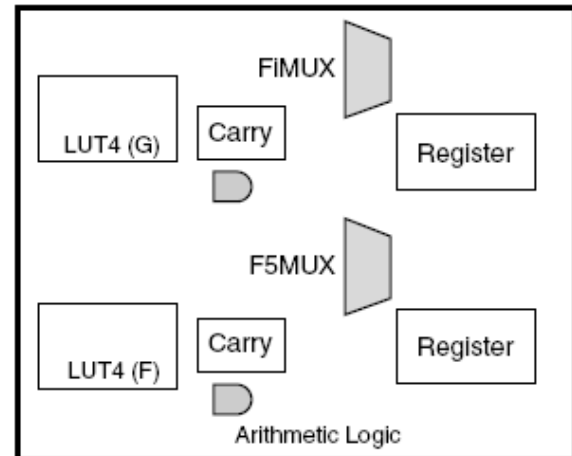 FiMUX
LUT4 (G)
Carry
Register
F5MUX
LUT4 (F)
Carry
Register
Arithmetic Logic